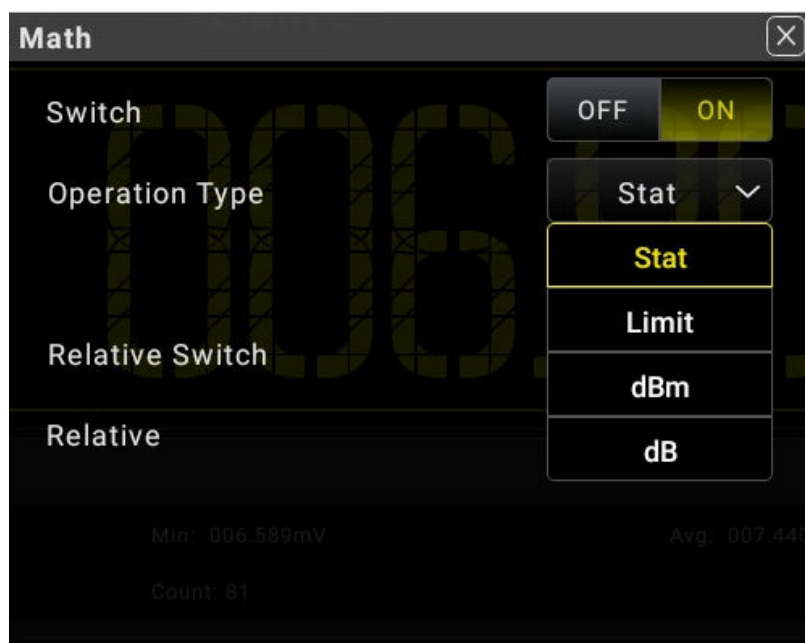 Math
Switch OFF ON
Operation Type Stat
Stat
Limit
Relative Switch
dBm
Relative
dB
Min: 006.589mV Avg: 007.440
Count: 81